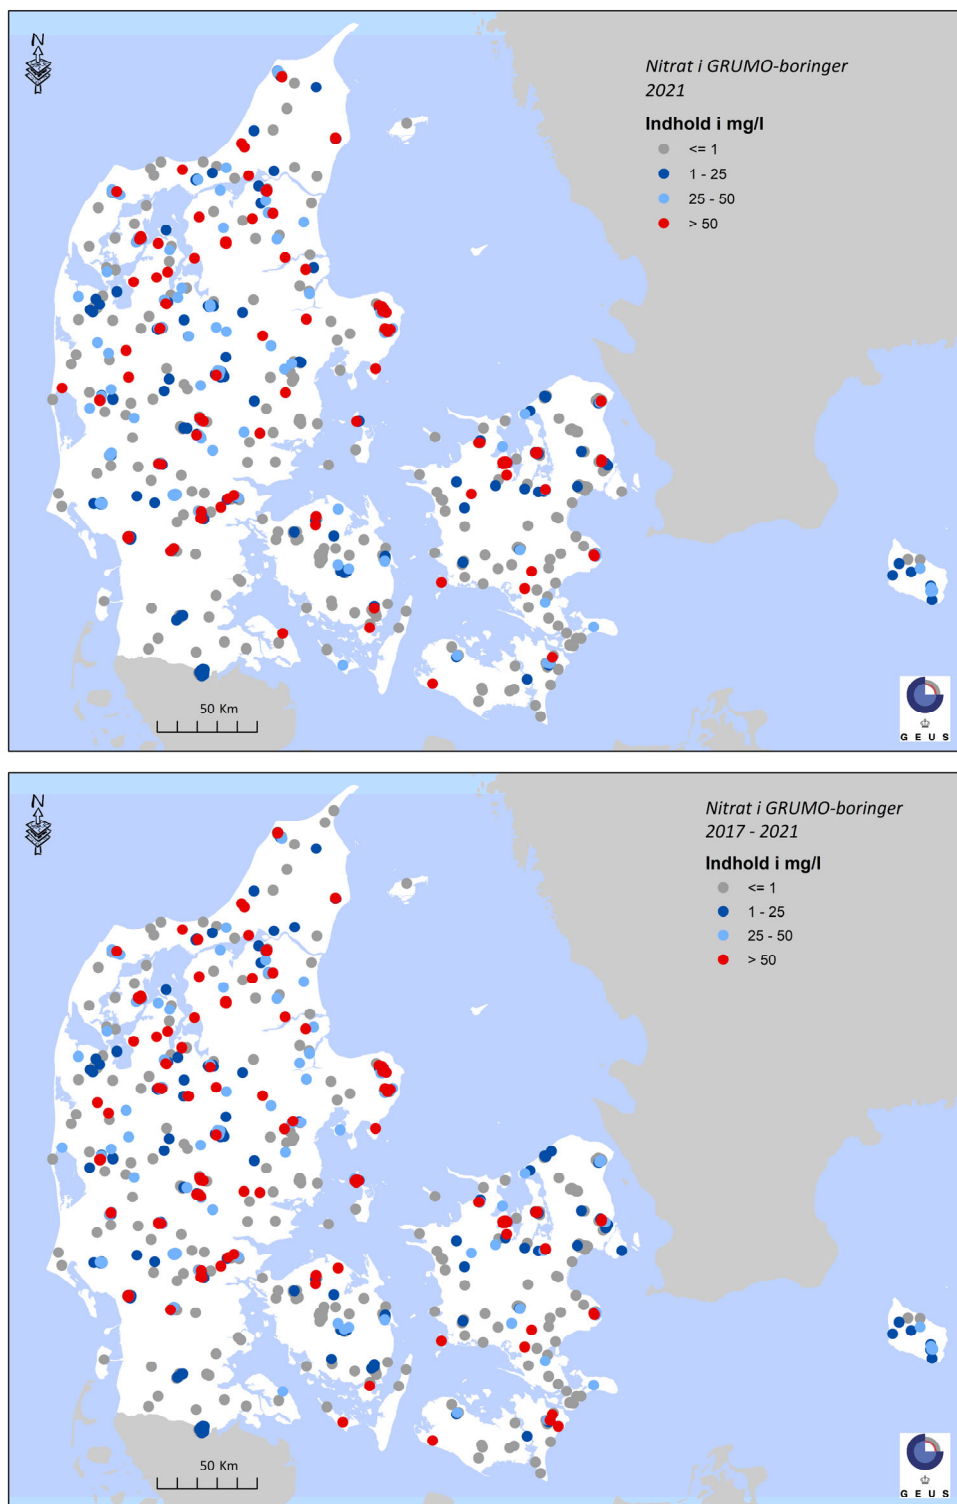 N
Nitrat i GRUMO-boringer
2021
Indhold i mg/l
<= 1
1 - 25
25 - 50
> 50
50 Km
G E U S
N
Nitrat i GRUMO-boringer
2017 - 2021
Indhold i mg/l
<= 1
1 - 25
25 - 50
> 50
50 Km
G E U S